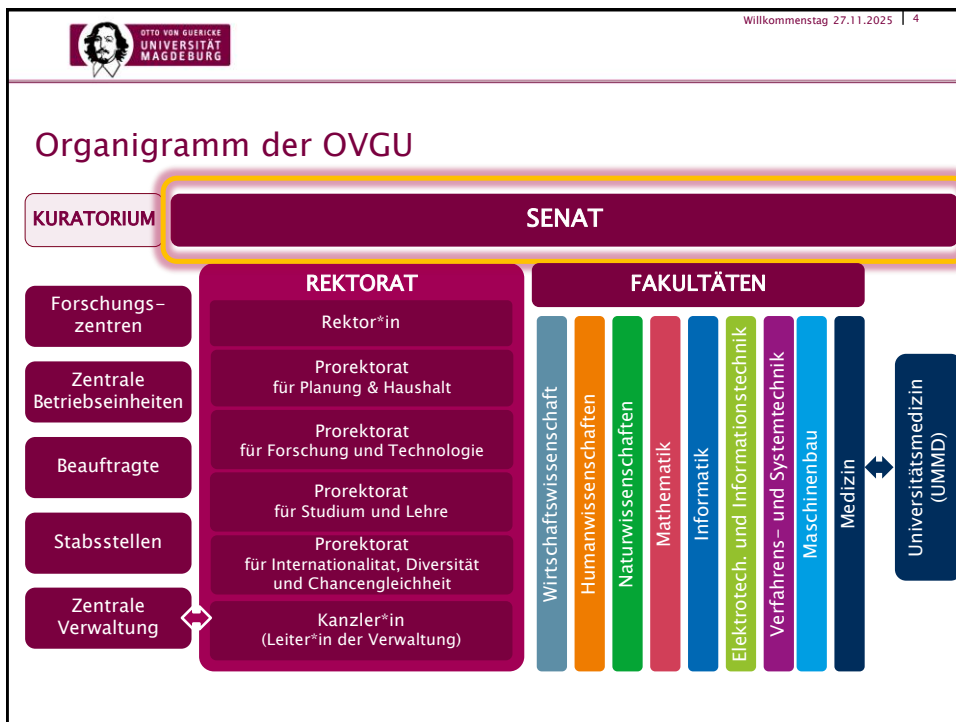 Willkommenstag 27.11.2025 | 4
OTTO VON GUERICKE
UNIVERSITÄT
MAGDEBURG
Organigramm der OVGU
KURATORIUM
SENAT
Forschungs-
zentren
Zentrale
Betriebseinheiten
Beauftragte
Stabsstellen
Zentrale
Verwaltung
REKTORAT
Rektor*in
Prorektorat
für Planung & Haushalt
Prorektorat
für Forschung und Technologie
Prorektorat
für Studium und Lehre
Prorektorat
für Internationalitat, Diversität
und Chancengleichheit
Kanzler*in
(Leiter*in der Verwaltung)
FAKULTÄTEN
Wirtschaftswissenschaft
Humanwissenschaften
Naturwissenschaften
Mathematik
Informatik
Elektrotech. und Informationstechnik
Verfahrens- und Systemtechnik
Maschinenbau
Medizin
Universitätsmedizin
(UMMD)